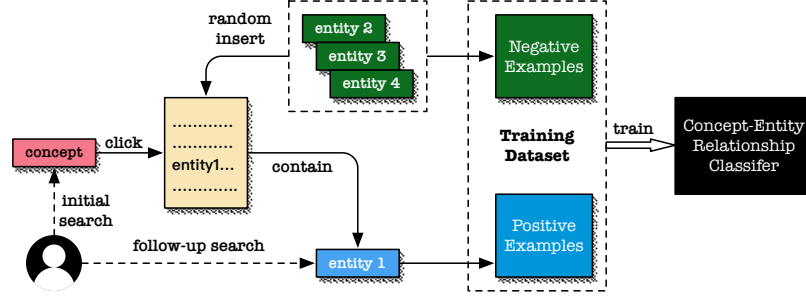 random
insert
entity 2
entity 3
entity 4
Negative
Examples
concept
click
............
............
entity1...
.............
contain
Training
Dataset
train
Concept-Entity
Relationship
Classifer
initial
search
follow-up search
entity 1
Positive
Examples